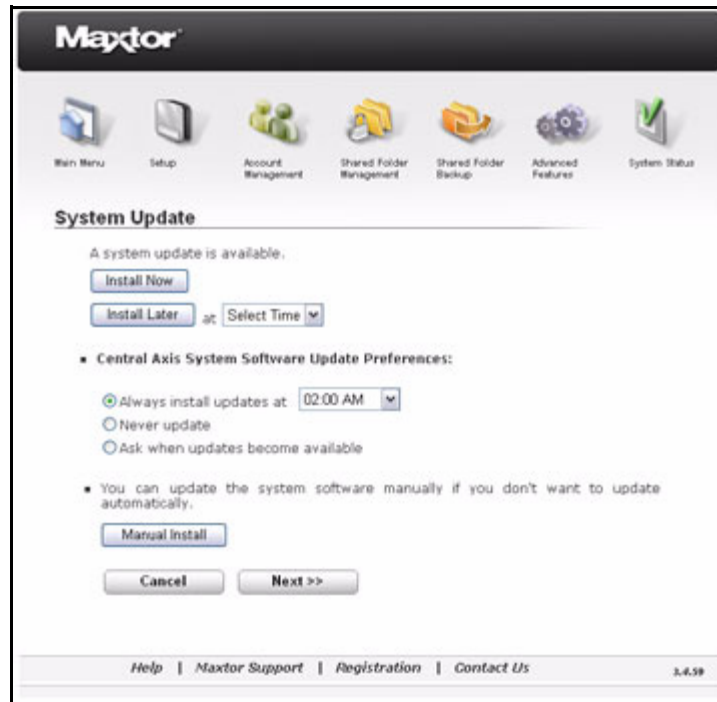 Maxtor
Main Menu
Setup
Account Management
Shared Folder Management
Shared Folder Backup
Advanced Features
System Status
System Update
A system update is available.
Install Now
Install Later at Select Time
▪ Central Axis System Software Update Preferences:
Always install updates at 02:00 AM
Never update
Ask when updates become available
▪ You can update the system software manually if you don't want to update
automatically.
Manual Install
Cancel Next >>
Help | Maxtor Support | Registration | Contact Us 3.4.59